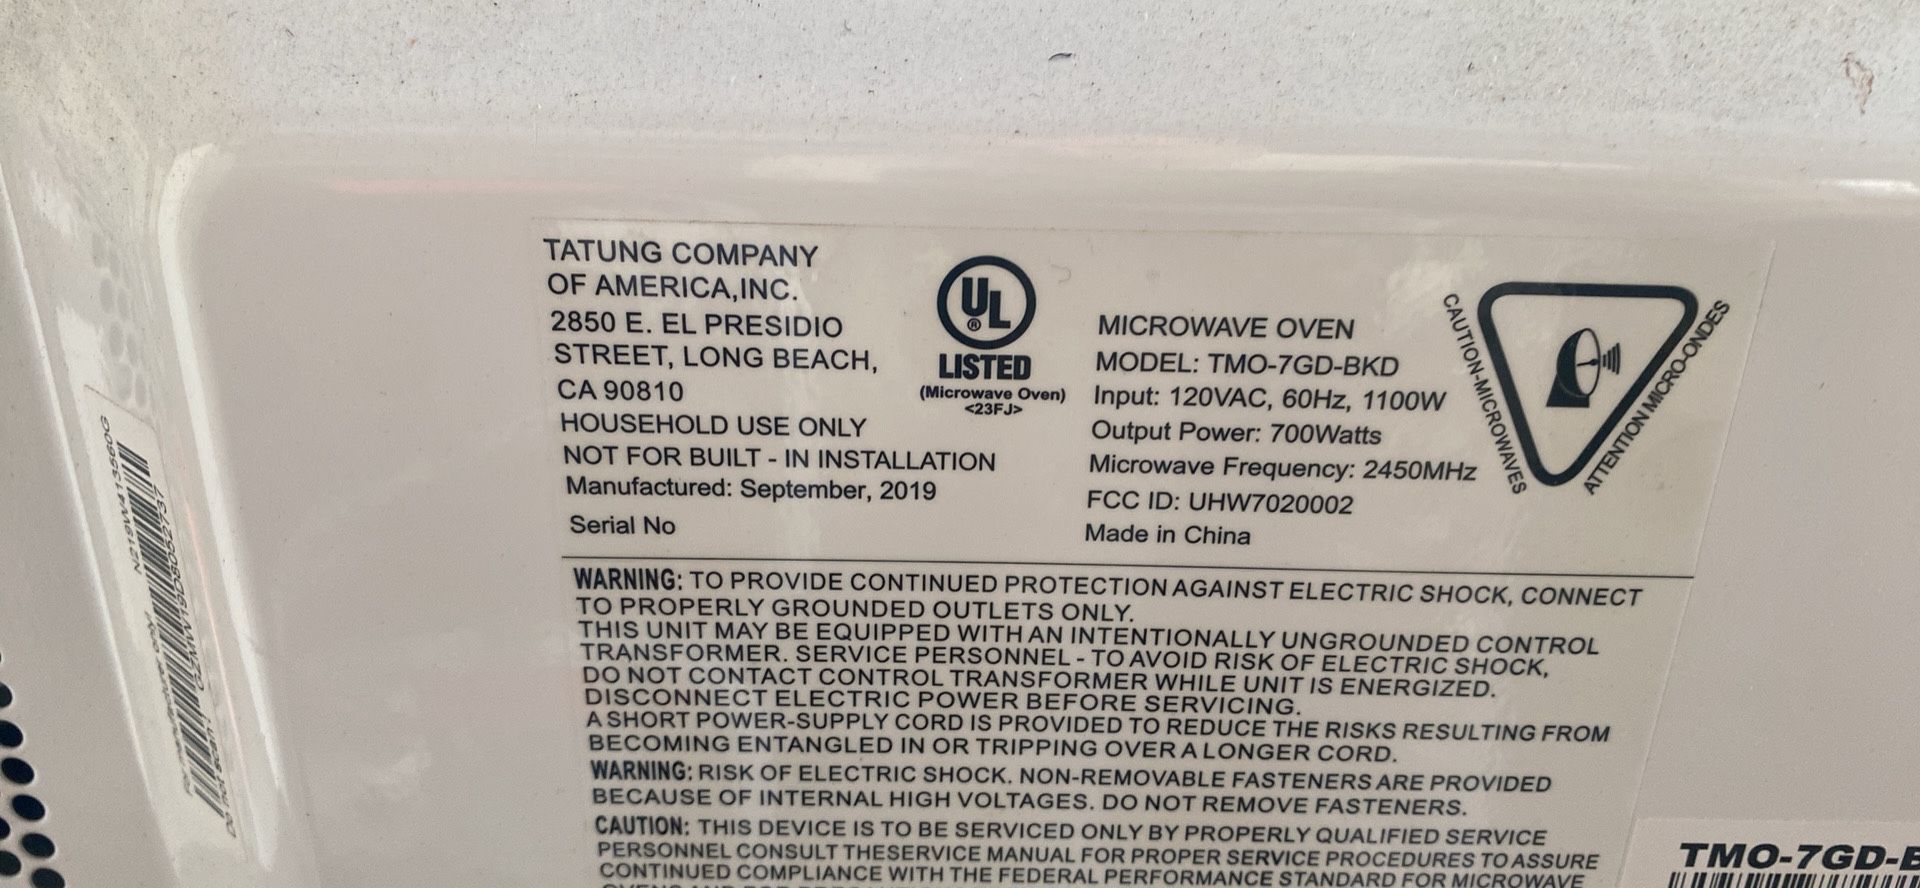 TATUNG COMPANY
OF AMERICA,INC.
2850 E. EL PRESIDIO
STREET, LONG BEACH,
CA 90810
HOUSEHOLD USE ONLY
NOT FOR BUILT - IN INSTALLATION
Manufactured: September, 2019
Serial No
UL
®
LISTED
(Microwave Oven)
<23FJ>
MICROWAVE OVEN
MODEL: TMO-7GD-BKD
Input: 120VAC, 60Hz, 1100W
Output Power: 700Watts
Microwave Frequency: 2450MHz
FCC ID: UHW7020002
Made in China
CAUTION-MICROWAVES
ATTENTION MICRO-ONDES
WARNING: TO PROVIDE CONTINUED PROTECTION AGAINST ELECTRIC SHOCK, CONNECT
TO PROPERLY GROUNDED OUTLETS ONLY.
THIS UNIT MAY BE EQUIPPED WITH AN INTENTIONALLY UNGROUNDED CONTROL
TRANSFORMER. SERVICE PERSONNEL - TO AVOID RISK OF ELECTRIC SHOCK,
DO NOT CONTACT CONTROL TRANSFORMER WHILE UNIT IS ENERGIZED.
DISCONNECT ELECTRIC POWER BEFORE SERVICING.
A SHORT POWER-SUPPLY CORD IS PROVIDED TO REDUCE THE RISKS RESULTING FROM
BECOMING ENTANGLED IN OR TRIPPING OVER A LONGER CORD.
WARNING: RISK OF ELECTRIC SHOCK. NON-REMOVABLE FASTENERS ARE PROVIDED
BECAUSE OF INTERNAL HIGH VOLTAGES. DO NOT REMOVE FASTENERS.
CAUTION: THIS DEVICE IS TO BE SERVICED ONLY BY PROPERLY QUALIFIED SERVICE
PERSONNEL CONSULT THESERVICE MANUAL FOR PROPER SERVICE PROCEDURES TO ASSURE
CONTINUED COMPLIANCE WITH THE FEDERAL PERFORMANCE STANDARD FOR MICROWAVE
TMO-7GD-B
N219W413560G